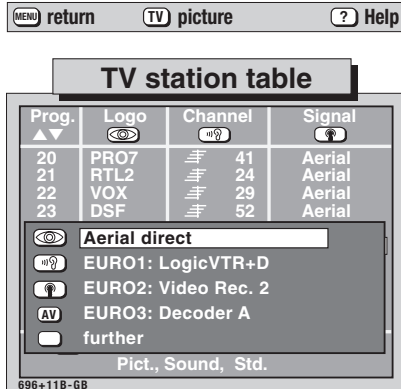 MENU return TV picture ? Help
TV station table
Prog. Logo Channel Signal
20 PRO7 41 Aerial
21 RTL2 24 Aerial
22 VOX 29 Aerial
23 DSF 52 Aerial
Aerial direct
EURO1: LogicVTR+D
EURO2: Video Rec. 2
AV EURO3: Decoder A
further
Pict., Sound, Std.
696+11B-GB